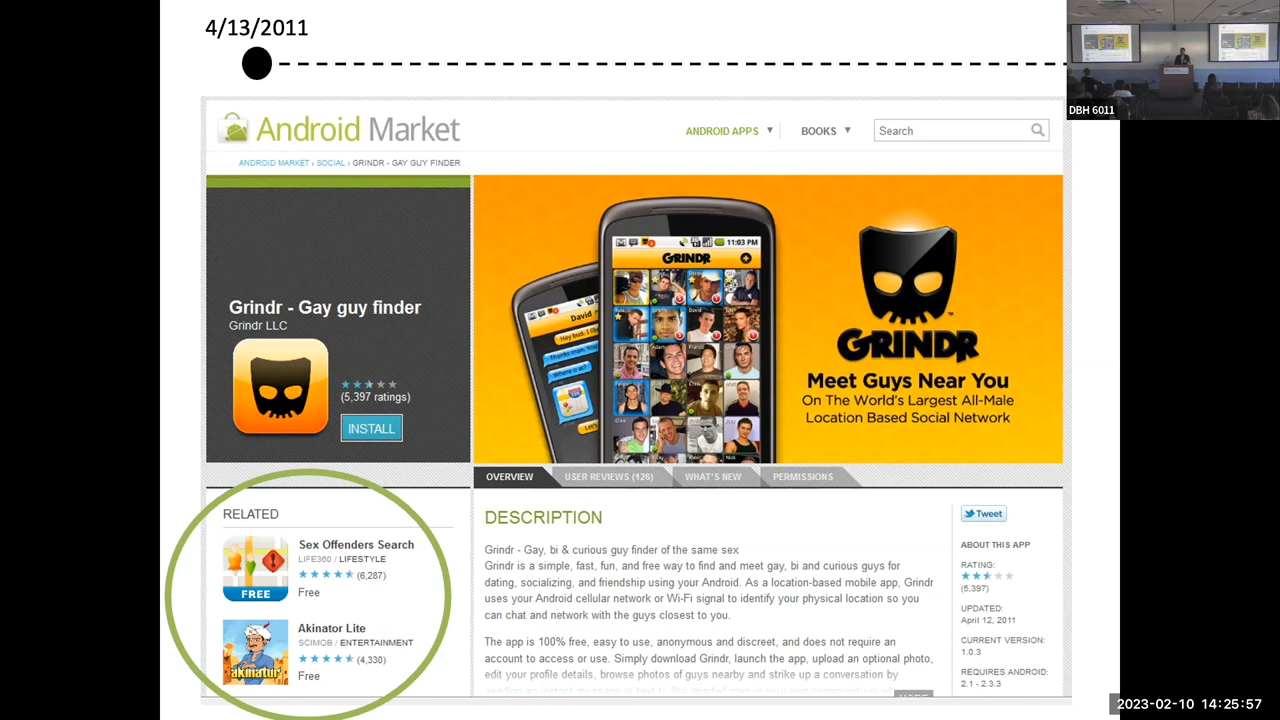 4/13/2011
DBH 6011
Android Market
ANDROID APPS
BOOKS
Search
ANDROID MARKET › SOCIAL › GRINDR - GAY GUY FINDER
Grindr - Gay guy finder
Grindr LLC
(5,397 ratings)
INSTALL
11:03 PM
GRINDR
David
GRINDR
Meet Guys Near You
On The World's Largest All-Male
Location Based Social Network
OVERVIEW
USER REVIEWS (126)
WHAT'S NEW
PERMISSIONS
RELATED
Sex Offenders Search
LIFE360 / LIFESTYLE
(6,287)
Free
FREE
Akinator Lite
SCIMOB / ENTERTAINMENT
(4,330)
Free
akinator
DESCRIPTION
Grindr - Gay, bi & curious guy finder of the same sex
Grindr is a simple, fast, fun, and free way to find and meet gay, bi and curious guys for
dating, socializing, and friendship using your Android. As a location-based mobile app, Grindr
uses your Android cellular network or Wi-Fi signal to identify your physical location so you
can chat and network with the guys closest to you.
The app is 100% free, easy to use, anonymous and discreet, and does not require an
account to access or use. Simply download Grindr, launch the app, upload an optional photo,
edit your profile details, browse photos of guys nearby and strike up a conversation by
Tweet
ABOUT THIS APP
RATING:
(5,397)
UPDATED:
April 12, 2011
CURRENT VERSION:
1.0.3
REQUIRES ANDROID:
2.1 - 2.3.3
2023-02-10 14:25:57